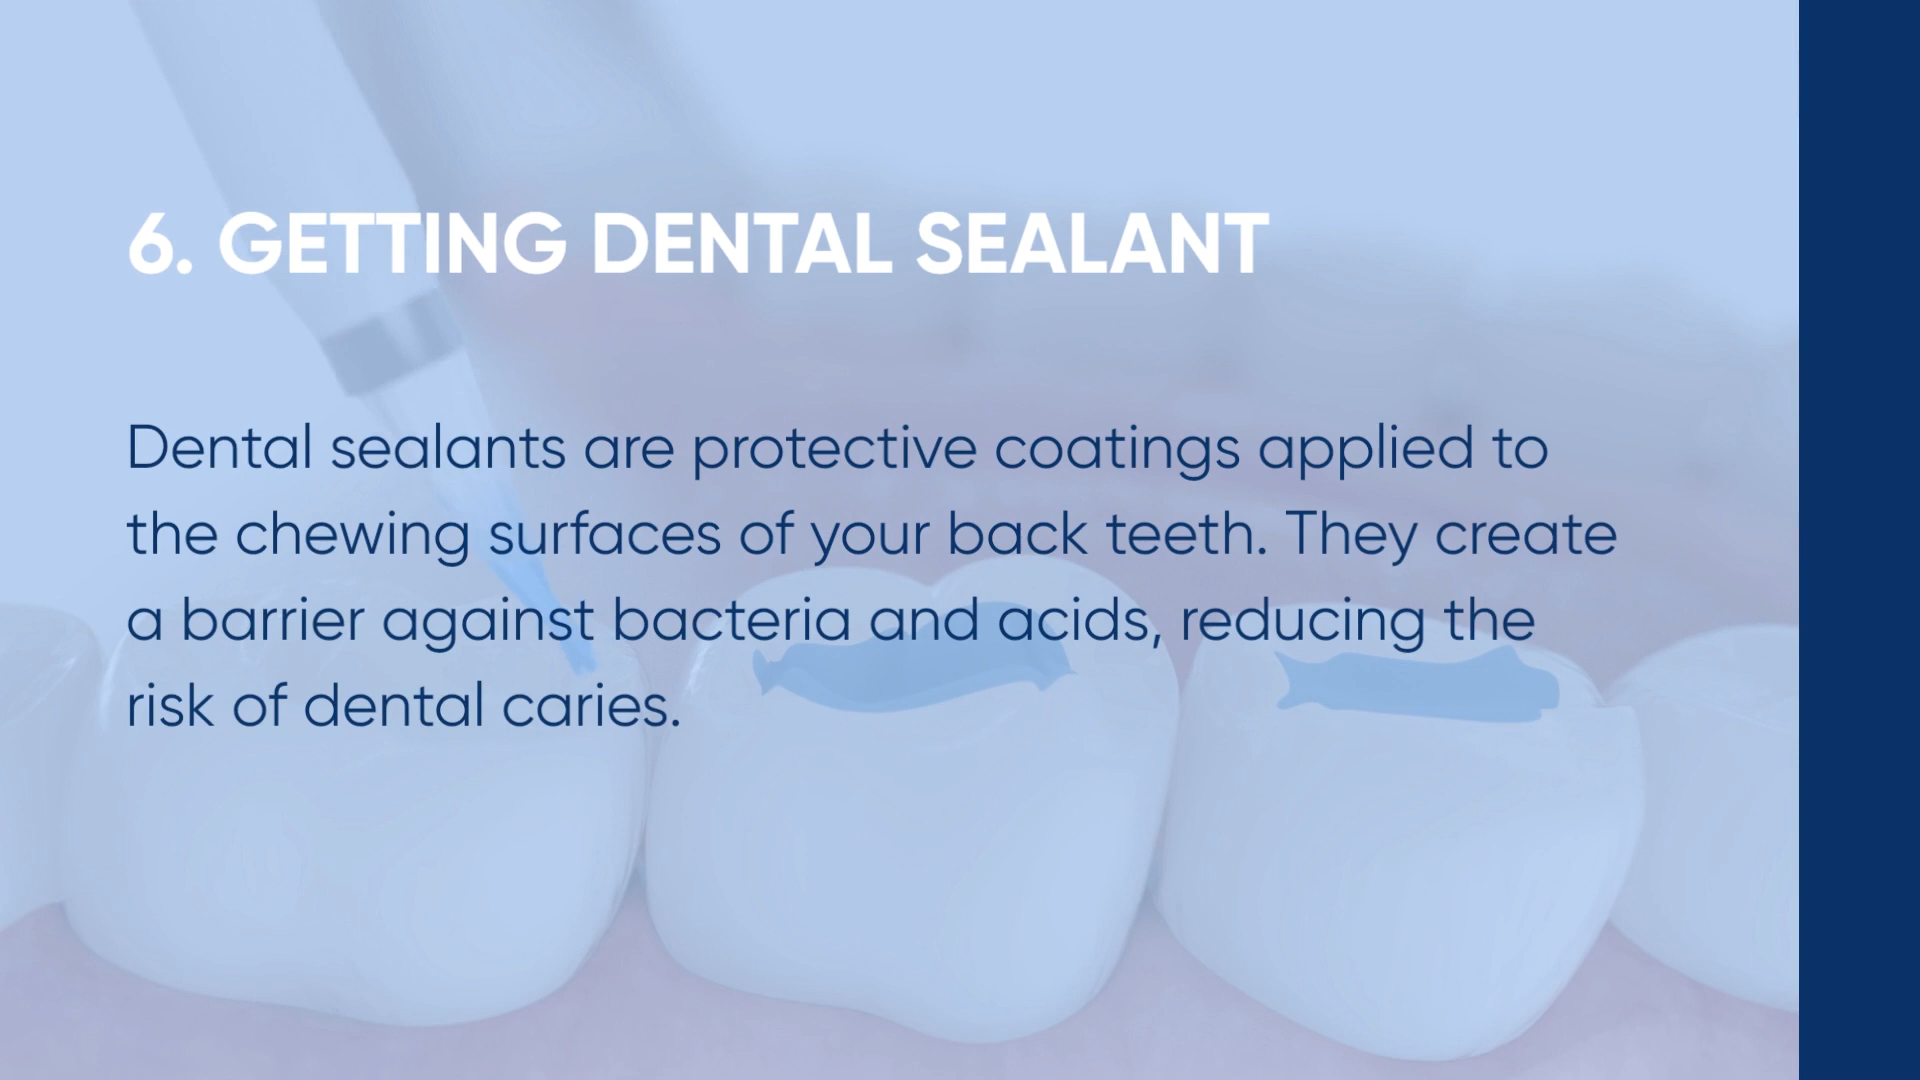 6. GETTING DENTAL SEALANT
Dental sealants are protective coatings applied to
the chewing surfaces of your back teeth. They create
a barrier against bacteria and acids, reducing the
risk of dental caries.